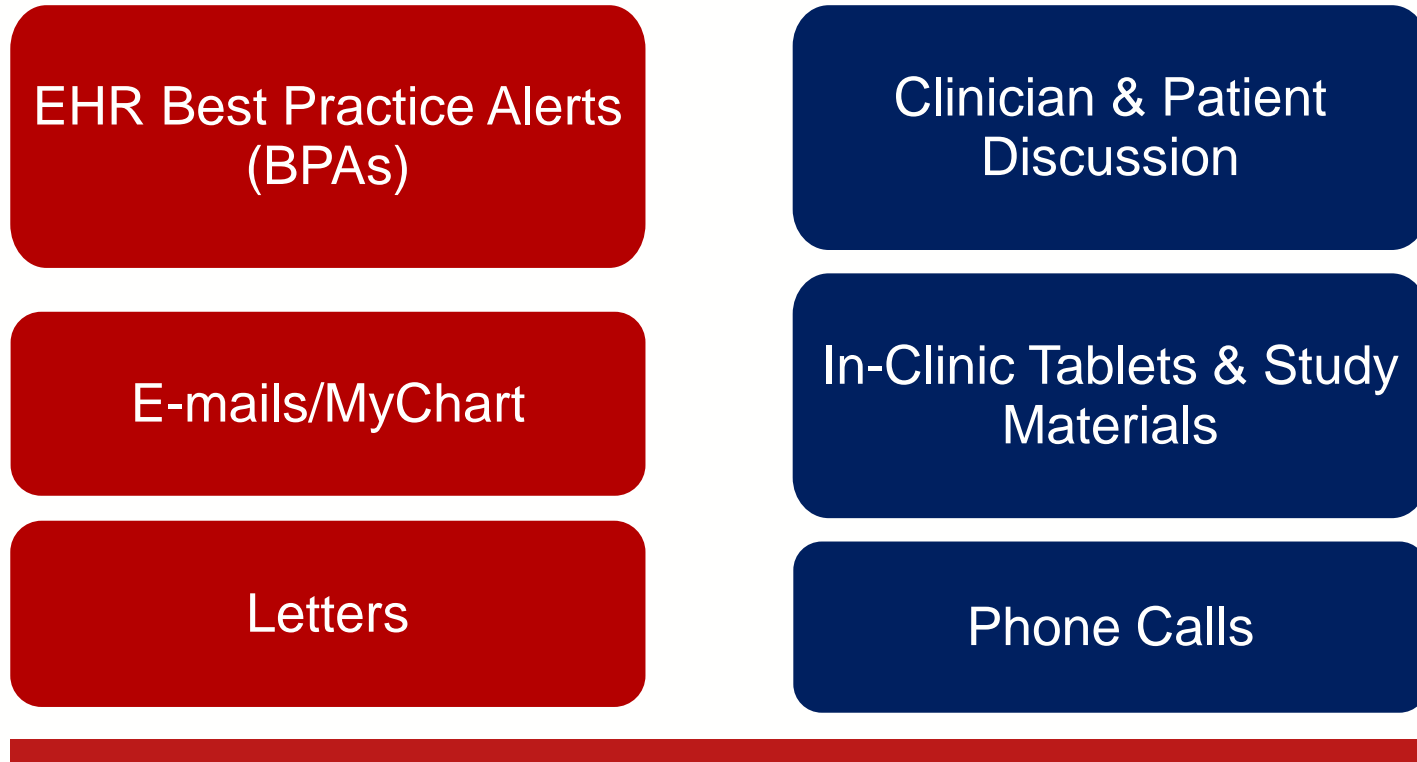 EHR Best Practice Alerts
(BPAs)
E-mails/MyChart
Letters
Clinician & Patient
Discussion
In-Clinic Tablets & Study
Materials
Phone Calls